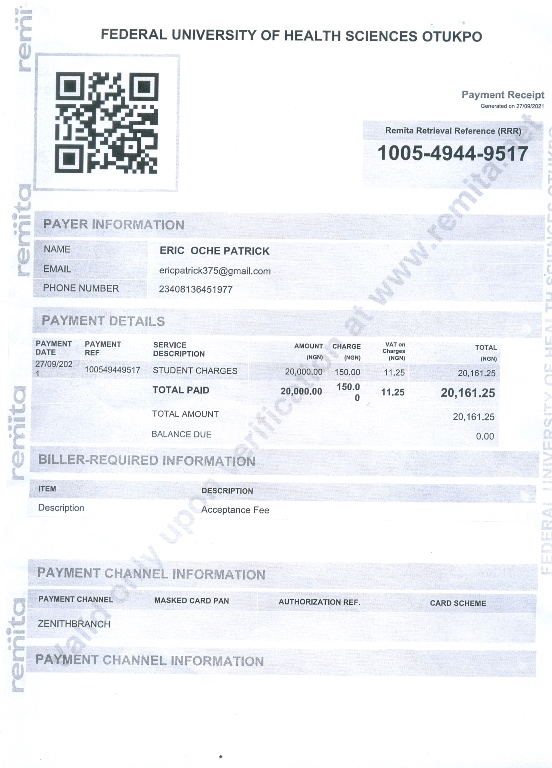 remita
FEDERAL UNIVERSITY OF HEALTH SCIENCES OTUKPO
Payment Receipt
Generated on 27/09/2021
Remita Retrieval Reference (RRR)
1005-4944-9517
remita
PAYER INFORMATION
NAME ERIC OCHE PATRICK
EMAIL ericpatrick375@gmail.com
PHONE NUMBER 23408136451977
PAYMENT DETAILS
PAYMENT DATE PAYMENT REF SERVICE DESCRIPTION AMOUNT (NGN) CHARGE (NGN) VAT on Charges (NGN) TOTAL (NGN)
27/09/2021 100549449517 STUDENT CHARGES 20,000.00 150.00 11.25 20,161.25
TOTAL PAID 20,000.00 150.00 11.25 20,161.25
TOTAL AMOUNT 20,161.25
BALANCE DUE 0.00
remita
BILLER-REQUIRED INFORMATION
ITEM DESCRIPTION
Description Acceptance Fee
PAYMENT CHANNEL INFORMATION
PAYMENT CHANNEL MASKED CARD PAN AUTHORIZATION REF. CARD SCHEME
ZENITHBRANCH
remita
PAYMENT CHANNEL INFORMATION
Valid only upon verification at www.remita.net
FEDERAL UNIVERSITY OF HEALTH SCIENCES OTUKPO